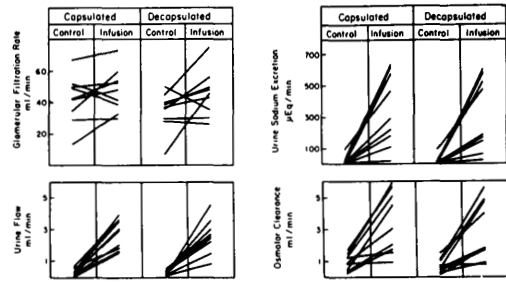 Capsulated Decapsulated
Control Infusion Control Infusion
Glomerular Filtration Rate
ml/min
60
40
20
Urine Flow
ml/min
5
3
1
Capsulated Decapsulated
Control Infusion Control Infusion
Urine Sodium Excretion
µEq/min
700
500
300
100
Osmolar Clearance
ml/min
5
3
1